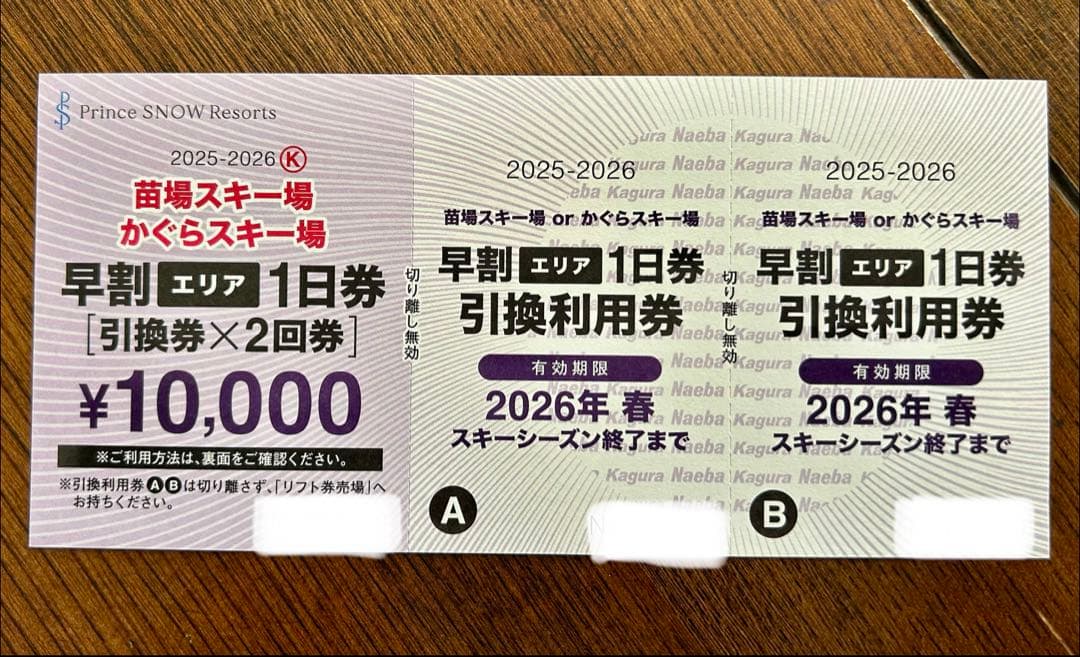 Prince SNOW Resorts
2025-2026 Ⓚ
苗場スキー場
かぐらスキー場
早割 エリア 1日券
[引換券×2回券]
¥10,000
※ご利用方法は、裏面をご確認ください。
※引換利用券ⒶⒷは切り離さず、「リフト券売場」へ
お持ちください。
切り離し無効
2025-2026
苗場スキー場 or かぐらスキー場
早割 エリア 1日券
引換利用券
有効期限
2026年 春
スキーシーズン終了まで
A
切り離し無効
2025-2026
苗場スキー場 or かぐらスキー場
早割 エリア 1日券
引換利用券
有効期限
2026年 春
スキーシーズン終了まで
B
Kagura Naeba Kagura Naeba